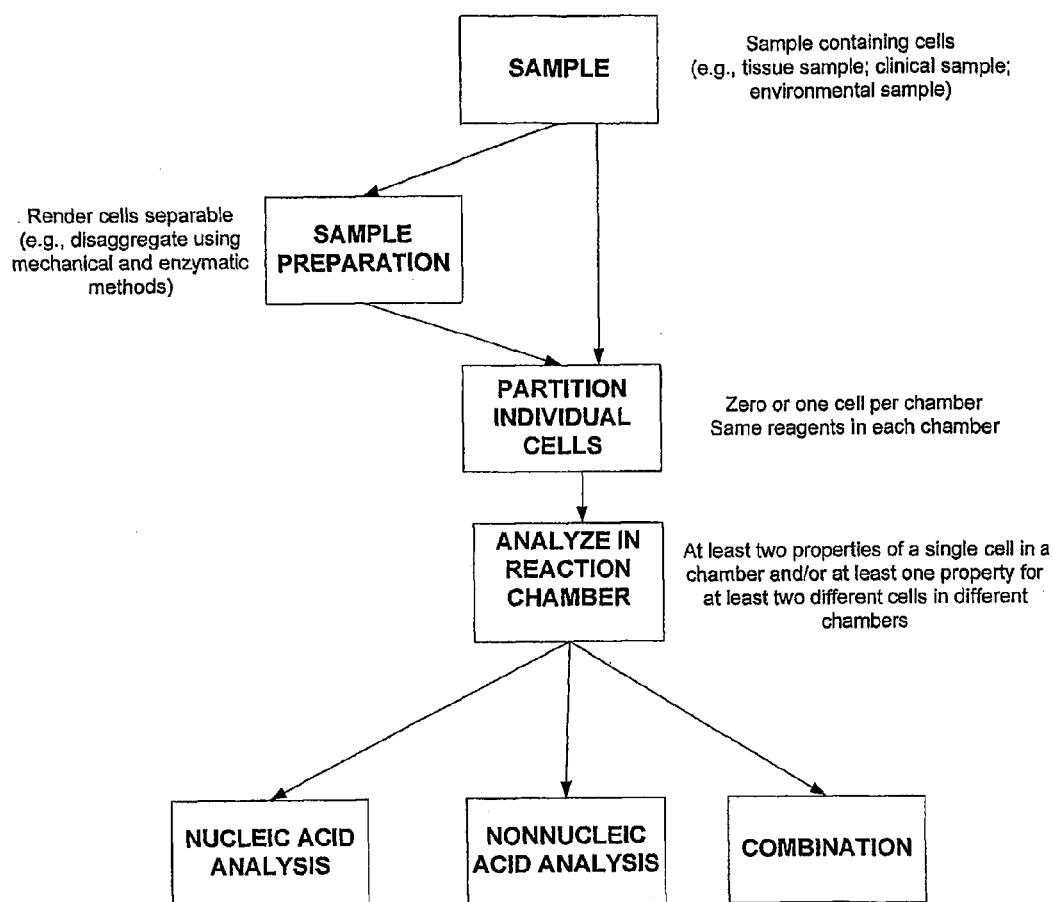 SAMPLE
Sample containing cells
(e.g., tissue sample; clinical sample;
environmental sample)
Render cells separable
(e.g., disaggregate using
mechanical and enzymatic
methods)
SAMPLE
PREPARATION
PARTITION
INDIVIDUAL
CELLS
Zero or one cell per chamber
Same reagents in each chamber
ANALYZE IN
REACTION
CHAMBER
At least two properties of a single cell in a
chamber and/or at least one property for
at least two different cells in different
chambers
NUCLEIC ACID
ANALYSIS
NONNUCLEIC
ACID ANALYSIS
COMBINATION